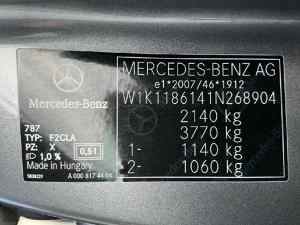 Mercedes-Benz
787
TYP: F2CLA
PZ: X
1,0 %
0,51
Made in Hungary
MERCEDES-BENZ AG
e1*2007/46*1912
W1K1186141N268904
2140 kg
3770 kg
1- 1140 kg
2- 1060 kg